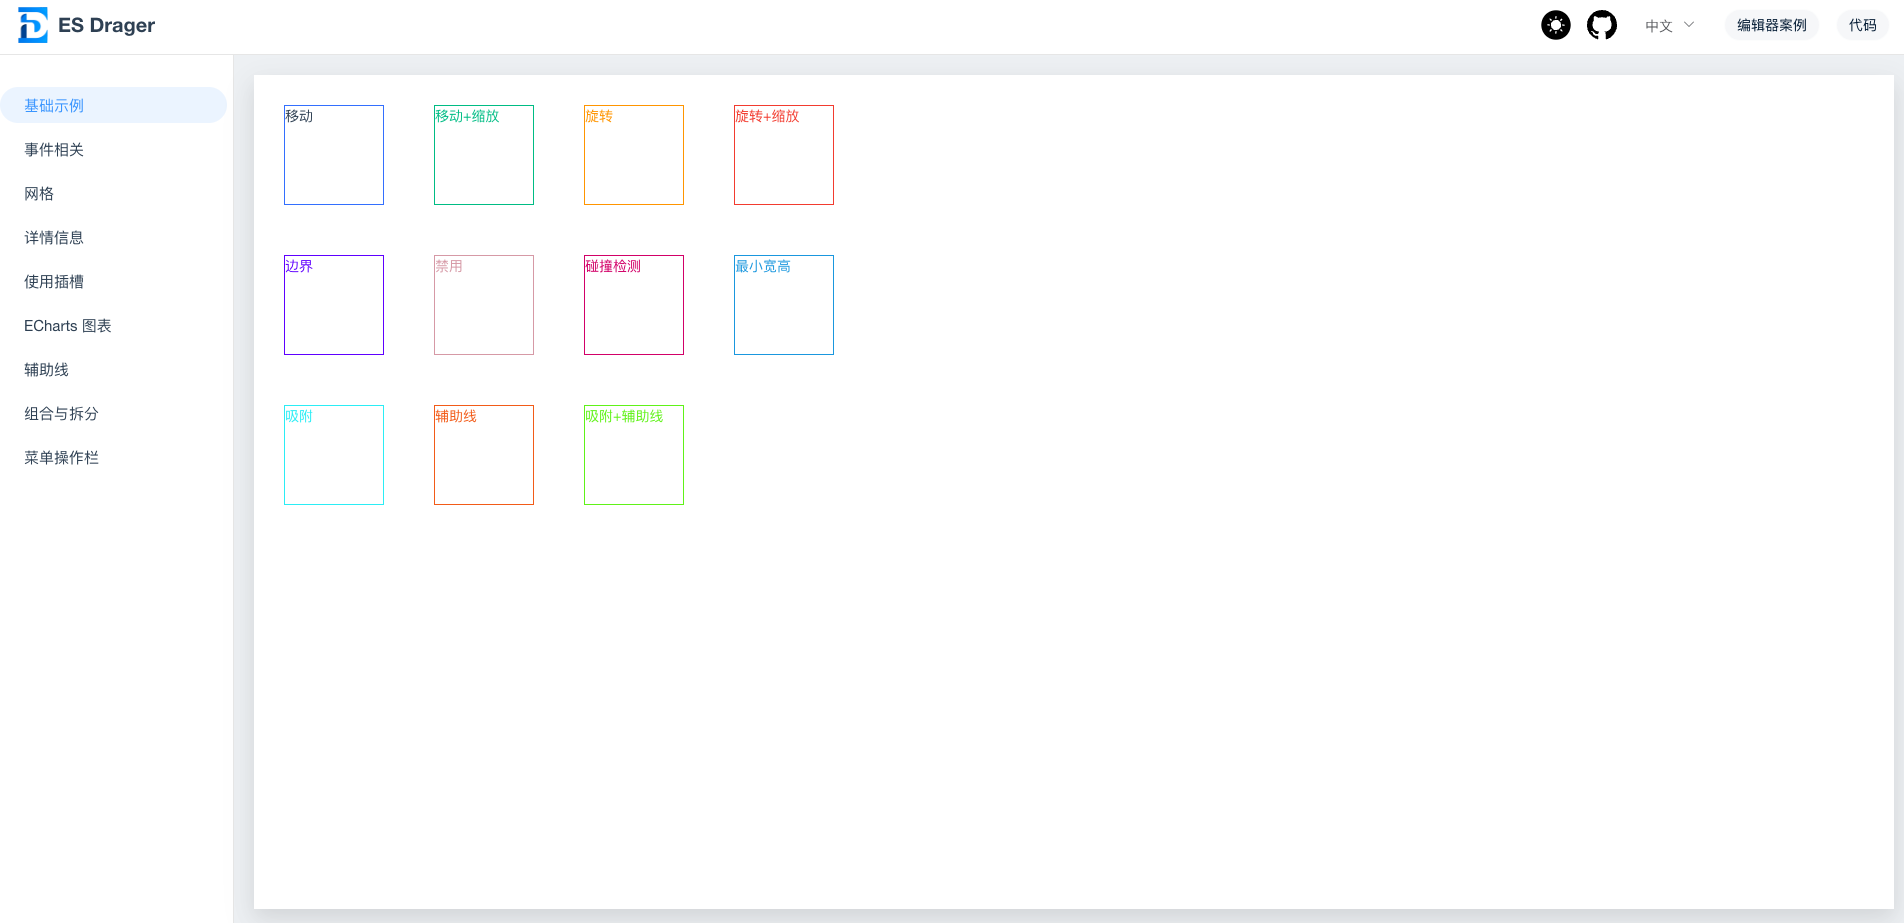 ES Drager
中文
编辑器案例
代码
基础示例
事件相关
网格
详情信息
使用插槽
ECharts 图表
辅助线
组合与拆分
菜单操作栏
移动
移动+缩放
旋转
旋转+缩放
边界
禁用
碰撞检测
最小宽高
吸附
辅助线
吸附+辅助线